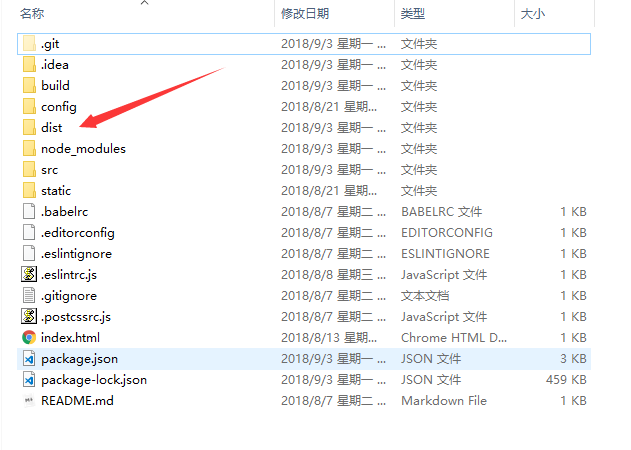 名称 修改日期 类型 大小
.git 2018/9/3 星期一 ... 文件夹
.idea 2018/9/3 星期一 ... 文件夹
build 2018/9/3 星期一 ... 文件夹
config 2018/8/21 星期... 文件夹
dist 2018/9/3 星期一 ... 文件夹
node_modules 2018/9/3 星期一 ... 文件夹
src 2018/9/3 星期一 ... 文件夹
static 2018/8/21 星期... 文件夹
.babelrc 2018/8/7 星期二 ... BABELRC 文件 1 KB
.editorconfig 2018/8/7 星期二 ... EDITORCONFIG 1 KB
.eslintignore 2018/8/7 星期二 ... ESLINTIGNORE 1 KB
.eslintrc.js 2018/8/8 星期三 ... JavaScript 文件 1 KB
.gitignore 2018/8/7 星期二 ... 文本文档 1 KB
.postcssrc.js 2018/8/7 星期二 ... JavaScript 文件 1 KB
index.html 2018/8/13 星期... Chrome HTML D... 1 KB
package.json 2018/9/3 星期一 ... JSON 文件 3 KB
package-lock.json 2018/9/3 星期一 ... JSON 文件 459 KB
README.md 2018/8/7 星期二 ... Markdown File 1 KB